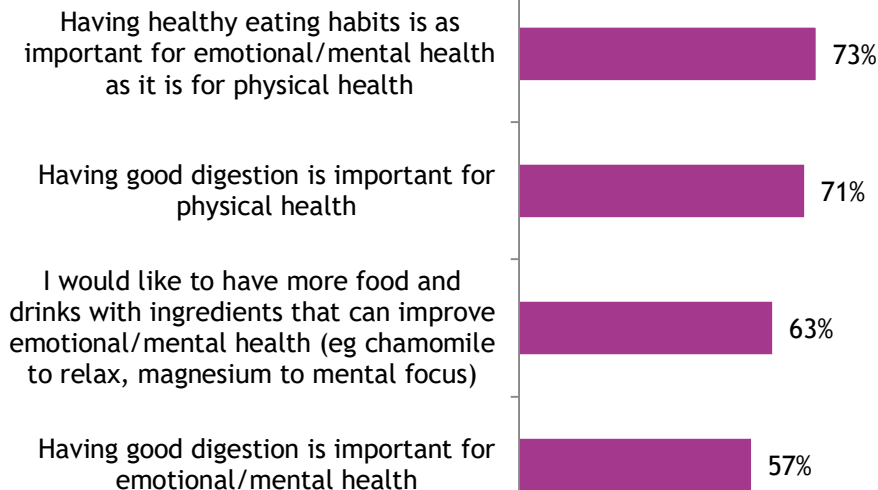 Having healthy eating habits is as
important for emotional/mental health
as it is for physical health
73%
Having good digestion is important for
physical health
71%
I would like to have more food and
drinks with ingredients that can improve
emotional/mental health (eg chamomile
to relax, magnesium to mental focus)
63%
Having good digestion is important for
emotional/mental health
57%